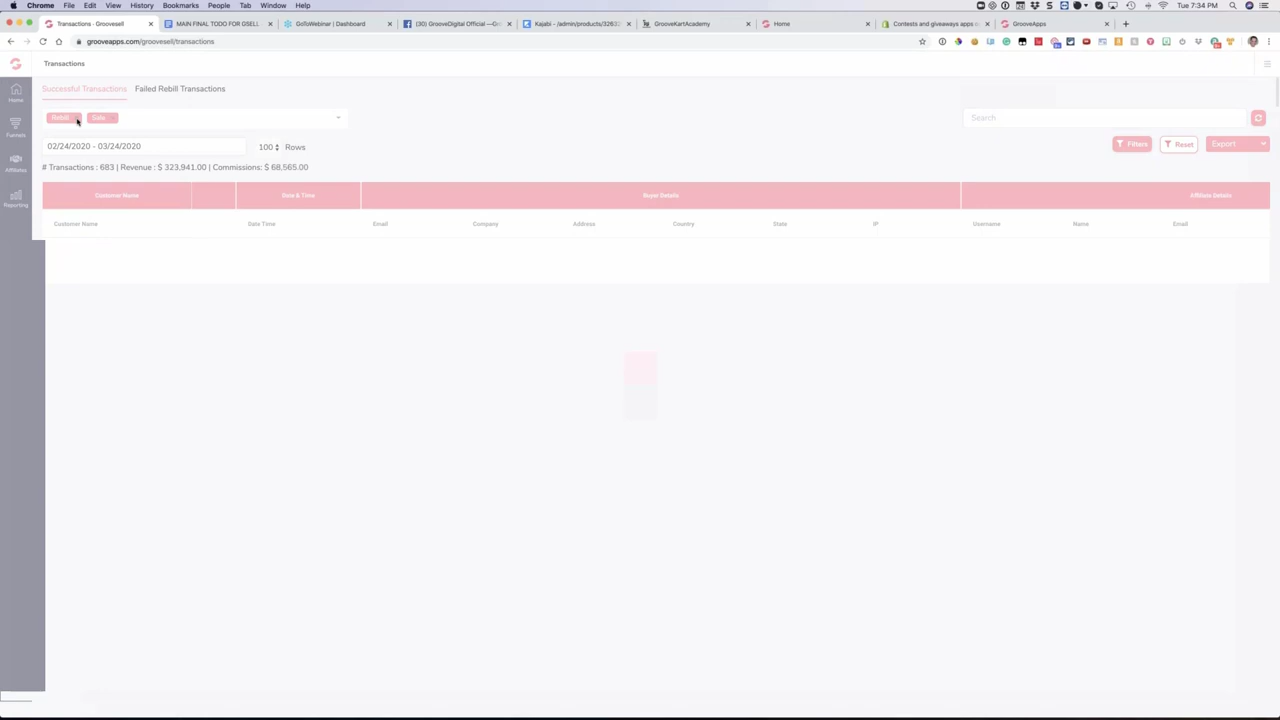 Chrome File Edit View History Bookmarks People Tab Window Help Tue 7:34 PM
Transactions - Groovesell MAIN FINAL TODO FOR GSELL GoToWebinar | Dashboard (30) GrooveDigital Official Kajabi - /admin/products/3263 GrooveKartAcademy Home Contests and giveaways apps GrooveApps
grooveapps.com/groovesell/transactions
Transactions
Home
Funnels
Affiliates
Reporting
Successful Transactions Failed Rebill Transactions
Rebill Sale Search
02/24/2020 - 03/24/2020 100 Rows Filters Reset Export
# Transactions : 683 | Revenue : $ 323,941.00 | Commissions: $ 68,565.00
Customer Name Date & Time Buyer Details Affiliate Details
Customer Name Date Time Email Company Address Country State IP Username Name Email